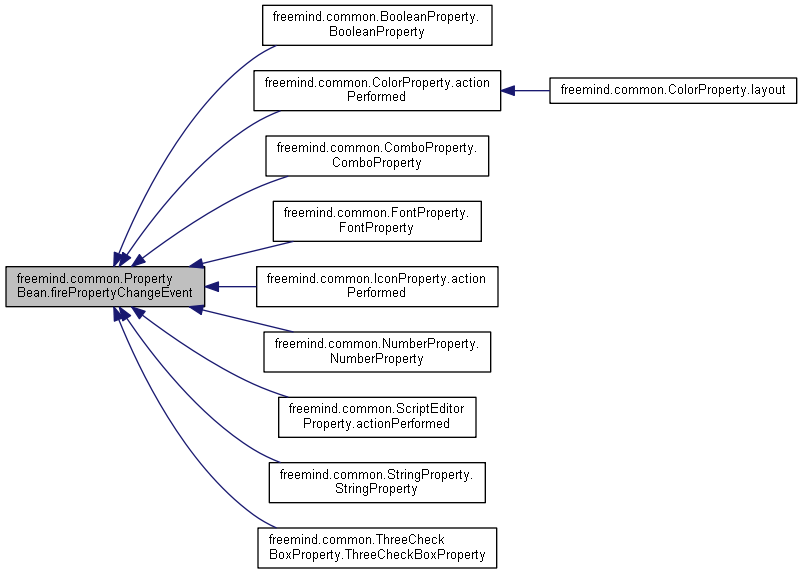 freemind.common.BooleanProperty.
BooleanProperty
freemind.common.ColorProperty.action
Performed
freemind.common.ColorProperty.layout
freemind.common.ComboProperty.
ComboProperty
freemind.common.FontProperty.
FontProperty
freemind.common.Property
Bean.firePropertyChangeEvent
freemind.common.IconProperty.action
Performed
freemind.common.NumberProperty.
NumberProperty
freemind.common.ScriptEditor
Property.actionPerformed
freemind.common.StringProperty.
StringProperty
freemind.common.ThreeCheck
BoxProperty.ThreeCheckBoxProperty